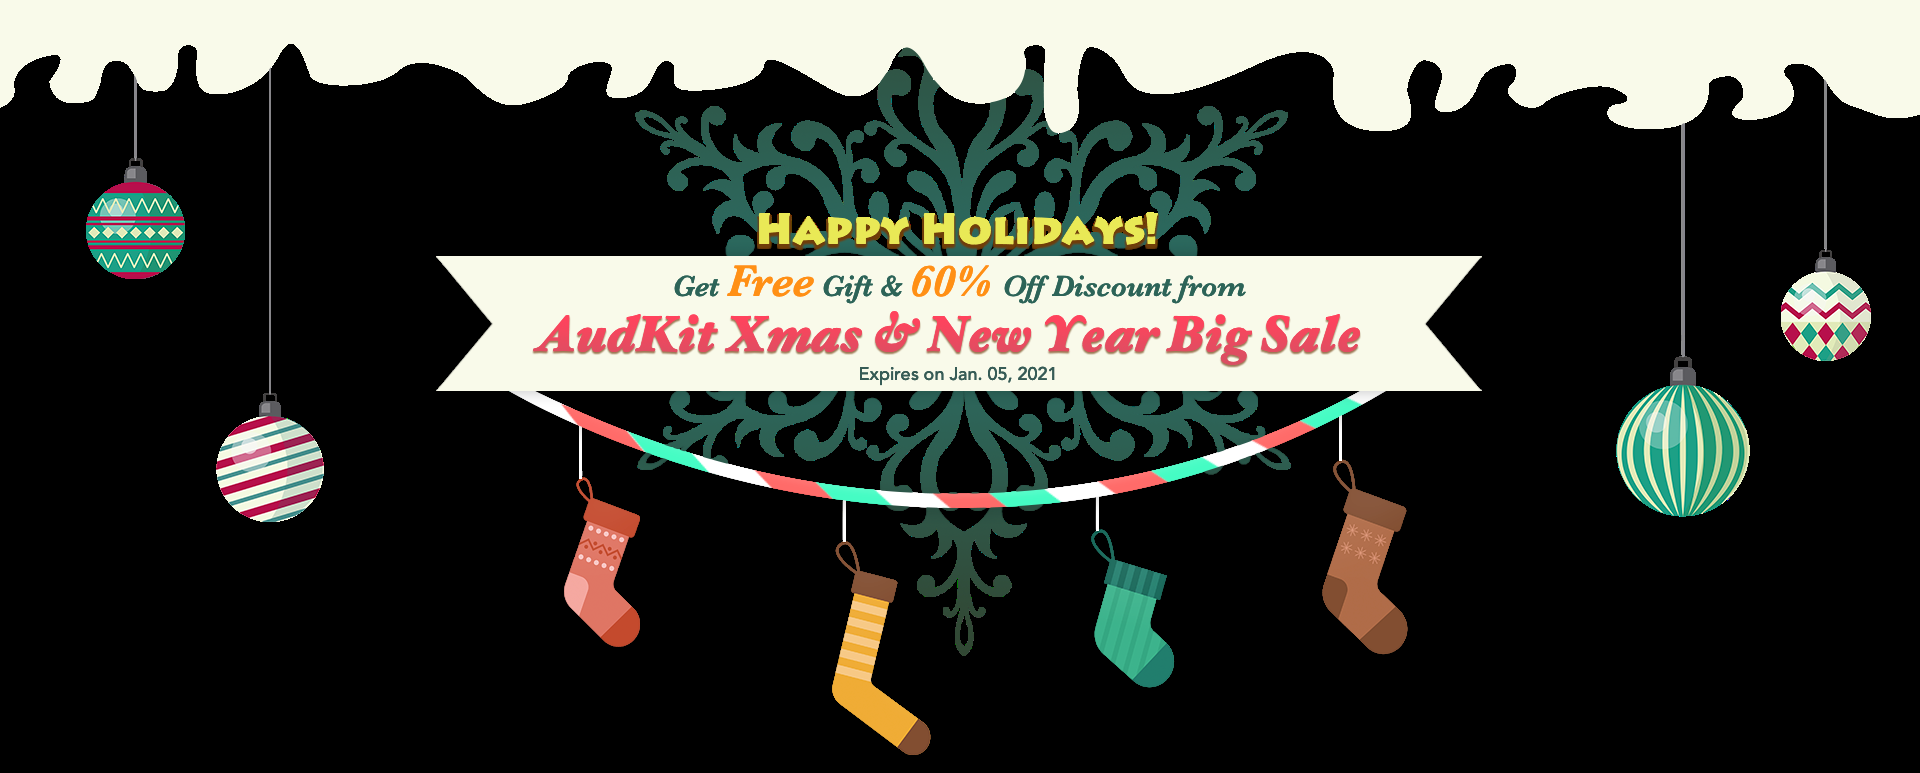 Happy Holidays!
Get Free Gift & 60% Off Discount from
AudKit Xmas & New Year Big Sale
Expires on Jan. 05, 2021